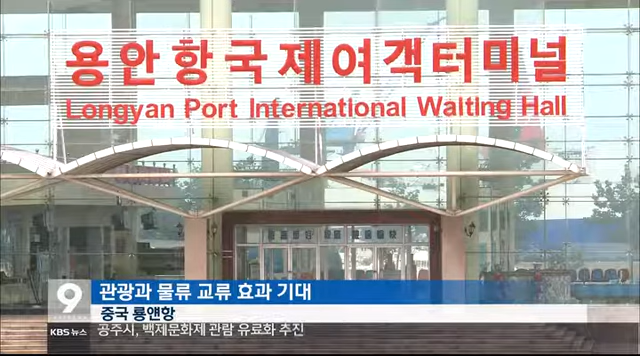 용안항국제여객터미널
Longyan Port International Waiting Hall
9
관광과 물류 교류 효과 기대
중국 룽앤항
KBS 뉴스
공주시, 백제문화제 관람 유료화 추진